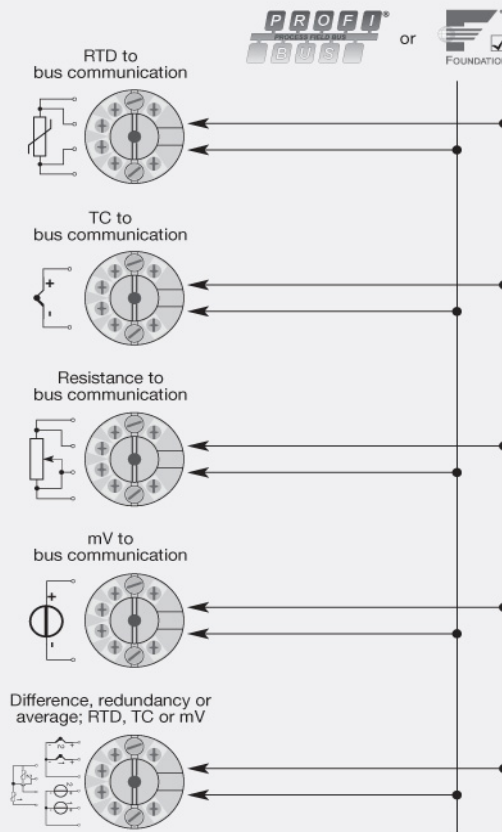 PROFI®
PROCESS FIELD BUS
BUS
or
FOUNDATION
RTD to
bus communication
TC to
bus communication
+
-
Resistance to
bus communication
mV to
bus communication
+
-
Difference, redundancy or
average; RTD, TC or mV